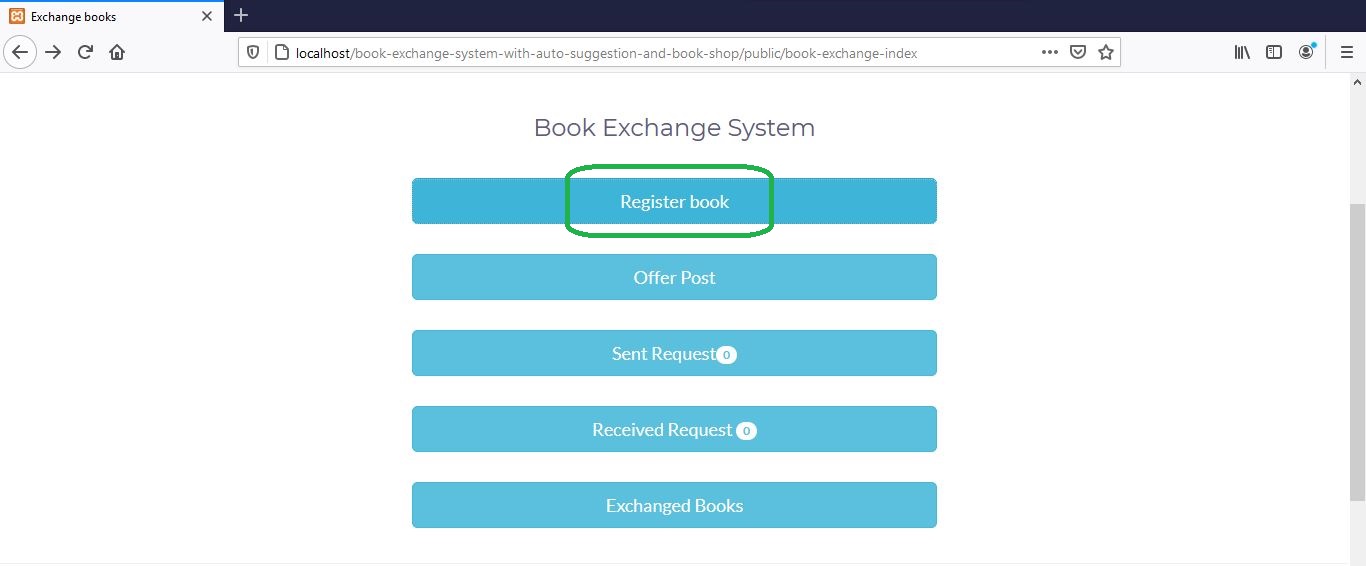 Exchange books
localhost/book-exchange-system-with-auto-suggestion-and-book-shop/public/book-exchange-index
Book Exchange System
Register book
Offer Post
Sent Request 0
Received Request 0
Exchanged Books